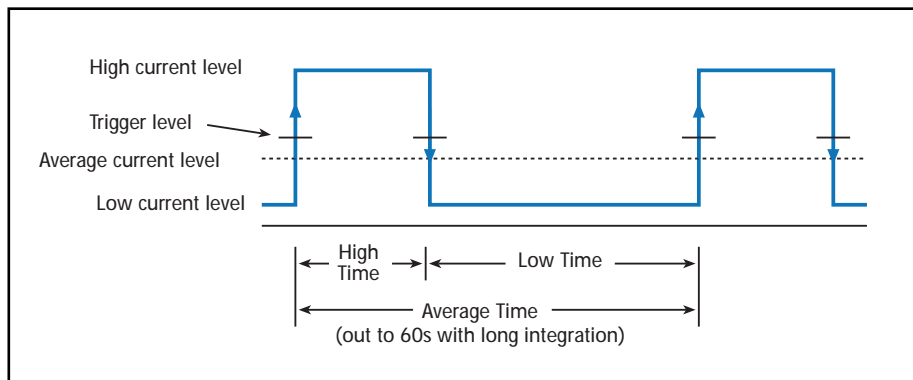 High current level
Trigger level
Average current level
Low current level
High
Time
Low Time
Average Time
(out to 60s with long integration)